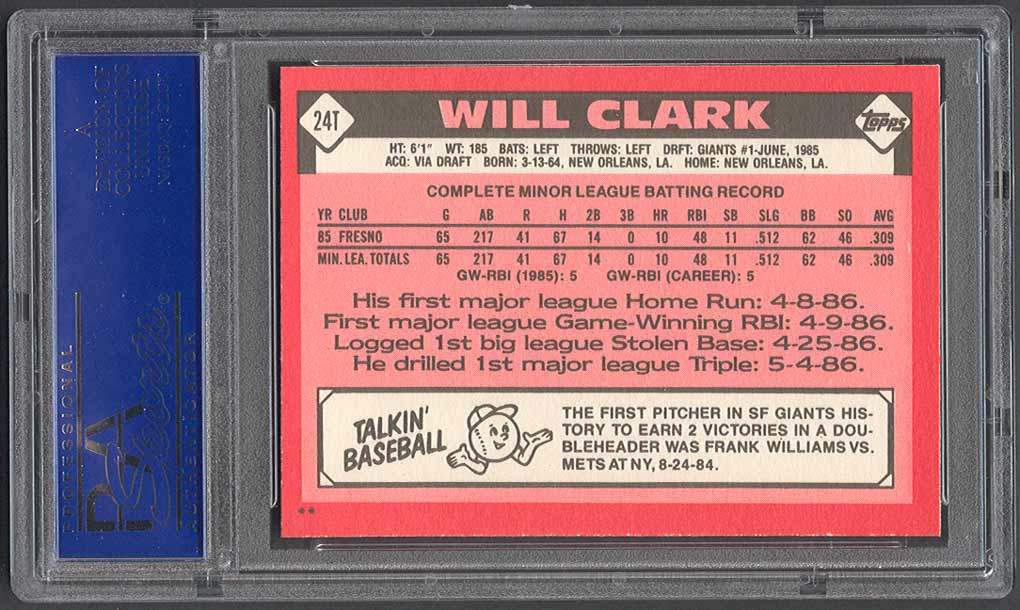 A
DIVISION OF
COLLECTORS
UNIVERSE
NASDAQ: CLCT
PROFESSIONAL
PSA
Sports
AUTHENTICATOR
24T
WILL CLARK
topps
HT: 6'1" WT: 185 BATS: LEFT THROWS: LEFT DRFT: GIANTS #1-JUNE, 1985
ACQ: VIA DRAFT BORN: 3-13-64, NEW ORLEANS, LA. HOME: NEW ORLEANS, LA.
COMPLETE MINOR LEAGUE BATTING RECORD
YR CLUB G AB R H 2B 3B HR RBI SB SLG BB SO AVG
85 FRESNO 65 217 41 67 14 0 10 48 11 .512 62 46 .309
MIN. LEA. TOTALS 65 217 41 67 14 0 10 48 11 .512 62 46 .309
GW-RBI (1985): 5 GW-RBI (CAREER): 5
His first major league Home Run: 4-8-86.
First major league Game-Winning RBI: 4-9-86.
Logged 1st big league Stolen Base: 4-25-86.
He drilled 1st major league Triple: 5-4-86.
TALKIN'
BASEBALL
THE FIRST PITCHER IN SF GIANTS HIS-
TORY TO EARN 2 VICTORIES IN A DOU-
BLEHEADER WAS FRANK WILLIAMS VS.
METS AT NY, 8-24-84.